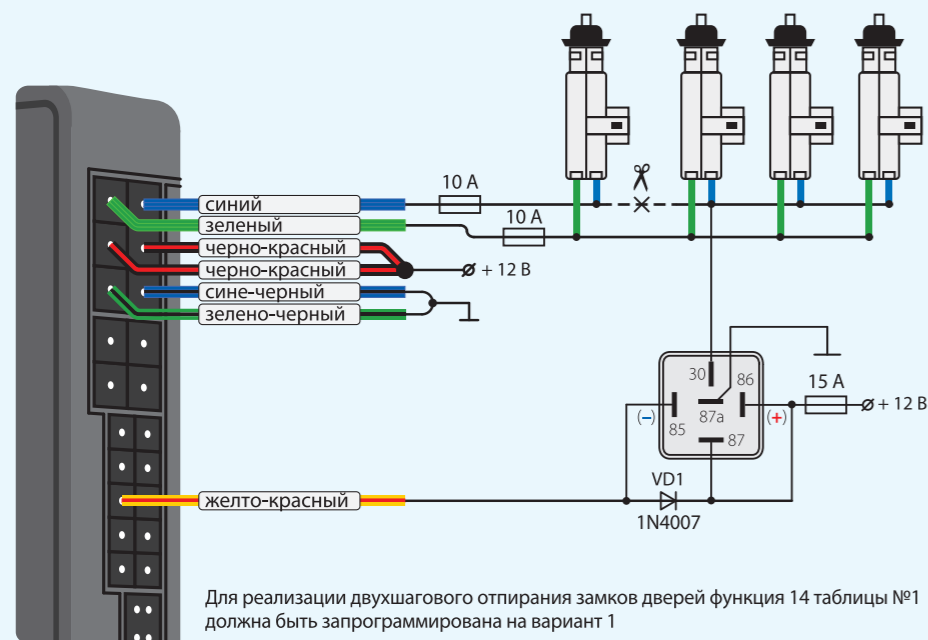 10 А
синий
10 А
зеленый
черно-красный
черно-красный
+ 12 В
сине-черный
зелено-черный
30
86
15 А
87а
(–)
(+)
+ 12 В
85
87
VD1
желто-красный
1N4007
Для реализации двухшагового отпирания замков дверей функция 14 таблицы №1
должна быть запрограммирована на вариант 1